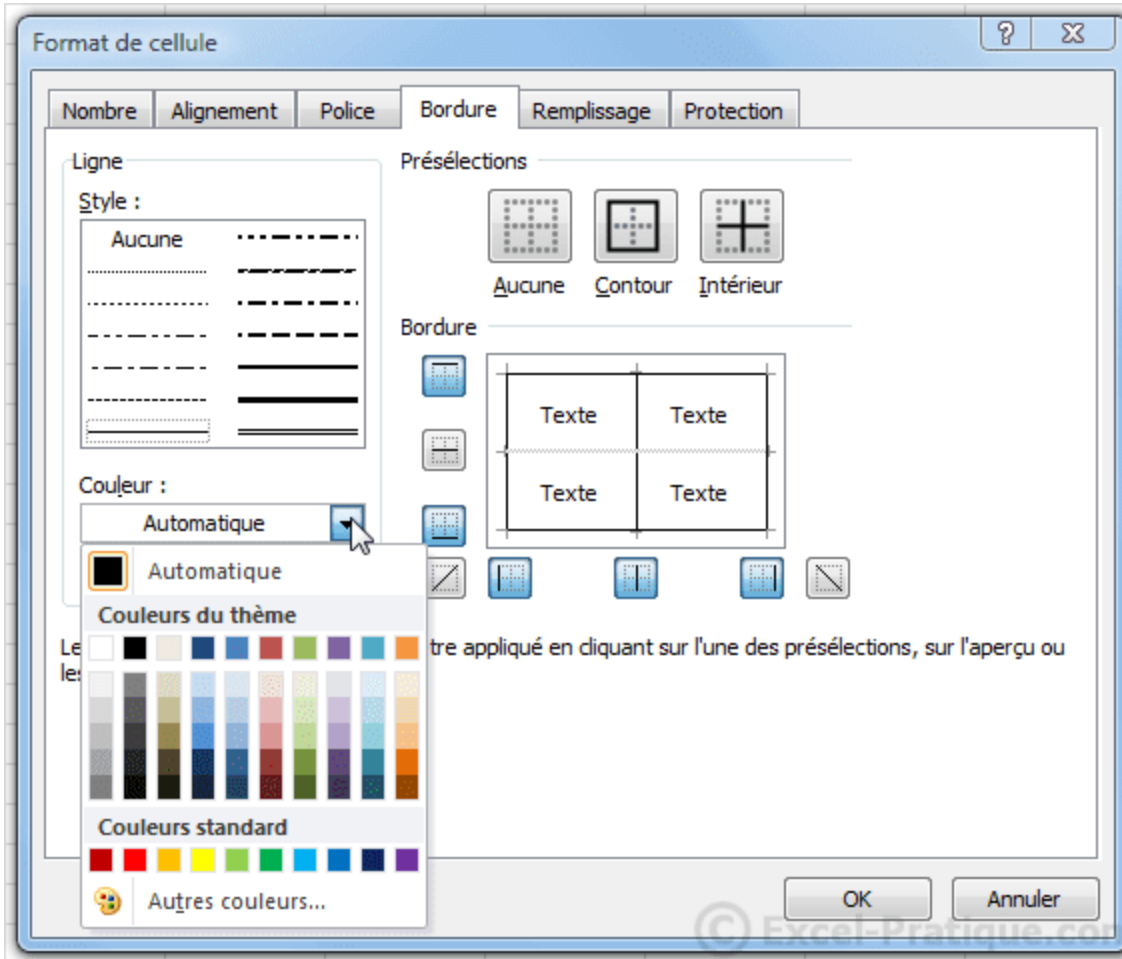 Format de cellule
Nombre Alignement Police Bordure Remplissage Protection
Ligne
Style :
Aucune
Couleur :
Automatique
Automatique
Couleurs du thème
Couleurs standard
Autres couleurs...
Présélections
Aucune Contour Intérieur
Bordure
Texte Texte
Texte Texte
Le tre appliqué en cliquant sur l'une des présélections, sur l'aperçu ou
les
OK Annuler
© Excel-Pratique.com